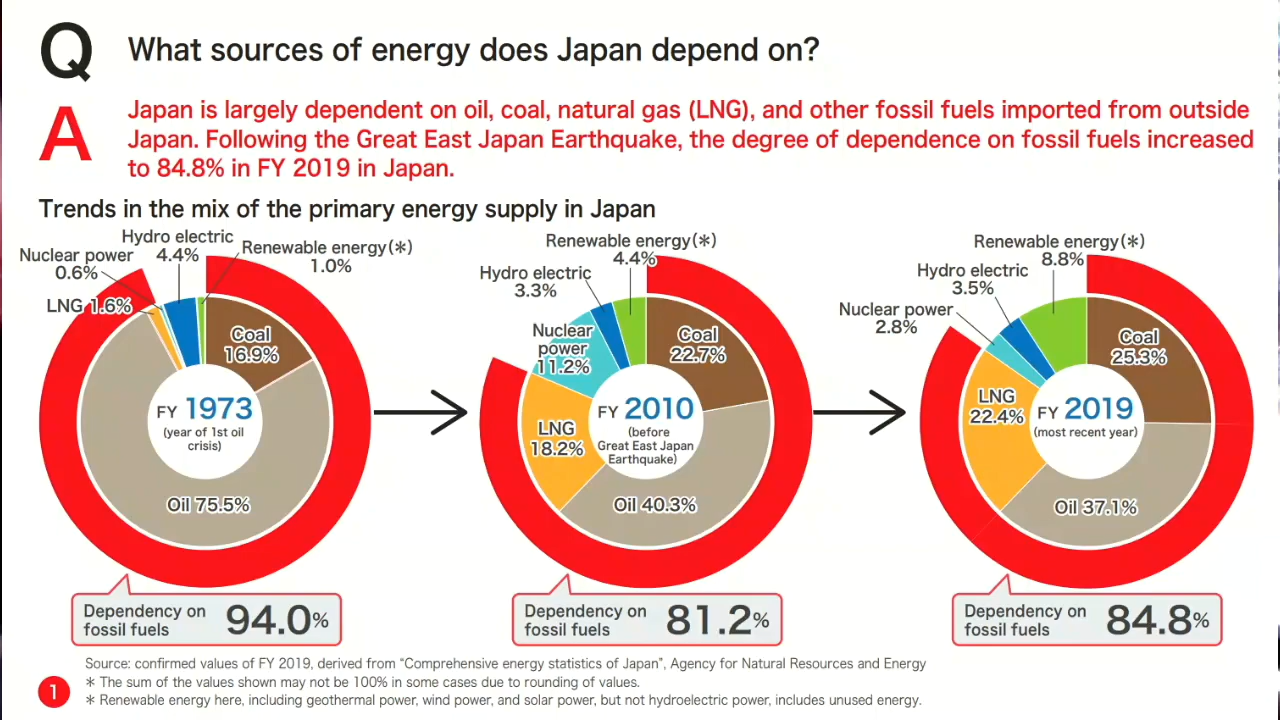 Q What sources of energy does Japan depend on?
A Japan is largely dependent on oil, coal, natural gas (LNG), and other fossil fuels imported from outside
Japan. Following the Great East Japan Earthquake, the degree of dependence on fossil fuels increased
to 84.8% in FY 2019 in Japan.
Trends in the mix of the primary energy supply in Japan
Nuclear power
0.6%
Hydro electric
4.4%
Renewable energy(＊)
1.0%
LNG 1.6%
Coal
16.9%
FY 1973
(year of 1st oil
crisis)
Oil 75.5%
Dependency on
fossil fuels
94.0%
Renewable energy(＊)
4.4%
Hydro electric
3.3%
Nuclear
power
11.2%
Coal
22.7%
LNG
18.2%
FY 2010
(before
Great East Japan
Earthquake)
Oil 40.3%
Dependency on
fossil fuels
81.2%
Renewable energy(＊)
8.8%
Hydro electric
3.5%
Nuclear power
2.8%
Coal
25.3%
LNG
22.4%
FY 2019
(most recent year)
Oil 37.1%
Dependency on
fossil fuels
84.8%
Source: confirmed values of FY 2019, derived from “Comprehensive energy statistics of Japan”, Agency for Natural Resources and Energy
＊ The sum of the values shown may not be 100% in some cases due to rounding of values.
＊ Renewable energy here, including geothermal power, wind power, and solar power, but not hydroelectric power, includes unused energy.
1